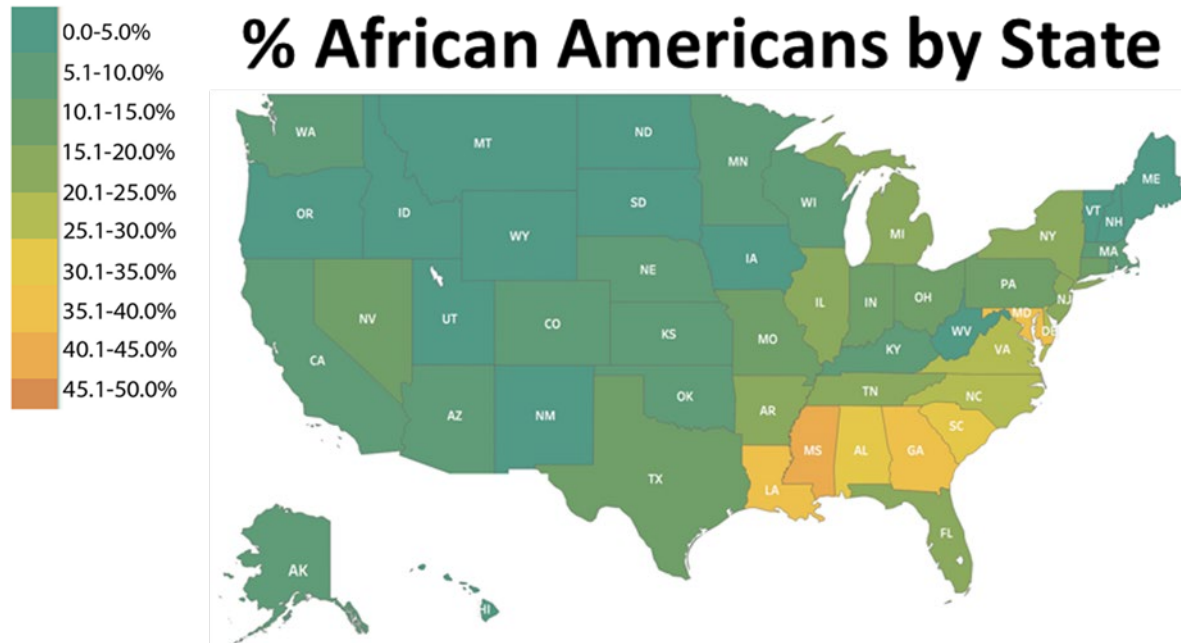 % African Americans by State
0.0-5.0%
5.1-10.0%
10.1-15.0%
15.1-20.0%
20.1-25.0%
25.1-30.0%
30.1-35.0%
35.1-40.0%
40.1-45.0%
45.1-50.0%
WA
MT
ND
MN
ME
OR
ID
SD
WI
VT
NH
WY
MI
NY
MA
IA
NE
PA
NV
UT
CO
IL
IN
OH
NJ
MD
DE
CA
KS
MO
KY
WV
VA
AZ
NM
OK
AR
TN
NC
SC
TX
MS
AL
GA
LA
FL
AK
HI